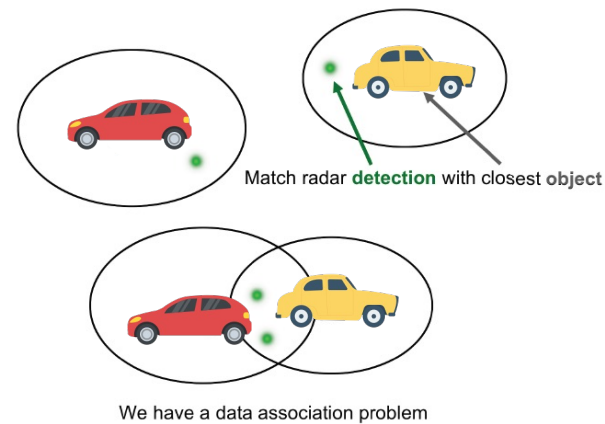 Match radar detection with closest object
We have a data association problem